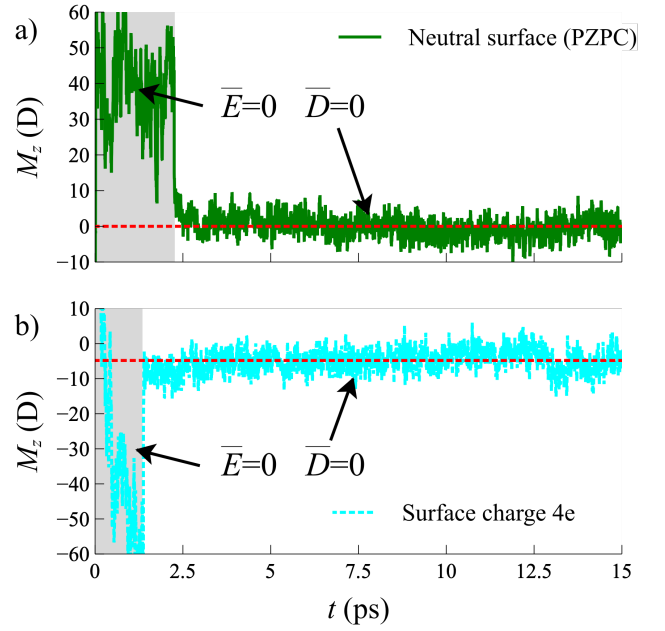 a)
60
50
40
30
20
10
0
−10
M_z (D)
Neutral surface (PZPC)
E̅=0 D̅=0
b)
10
0
−10
−20
−30
−40
−50
−60
M_z (D)
E̅=0 D̅=0
Surface charge 4e
0 2.5 5 7.5 10 12.5 15
t (ps)